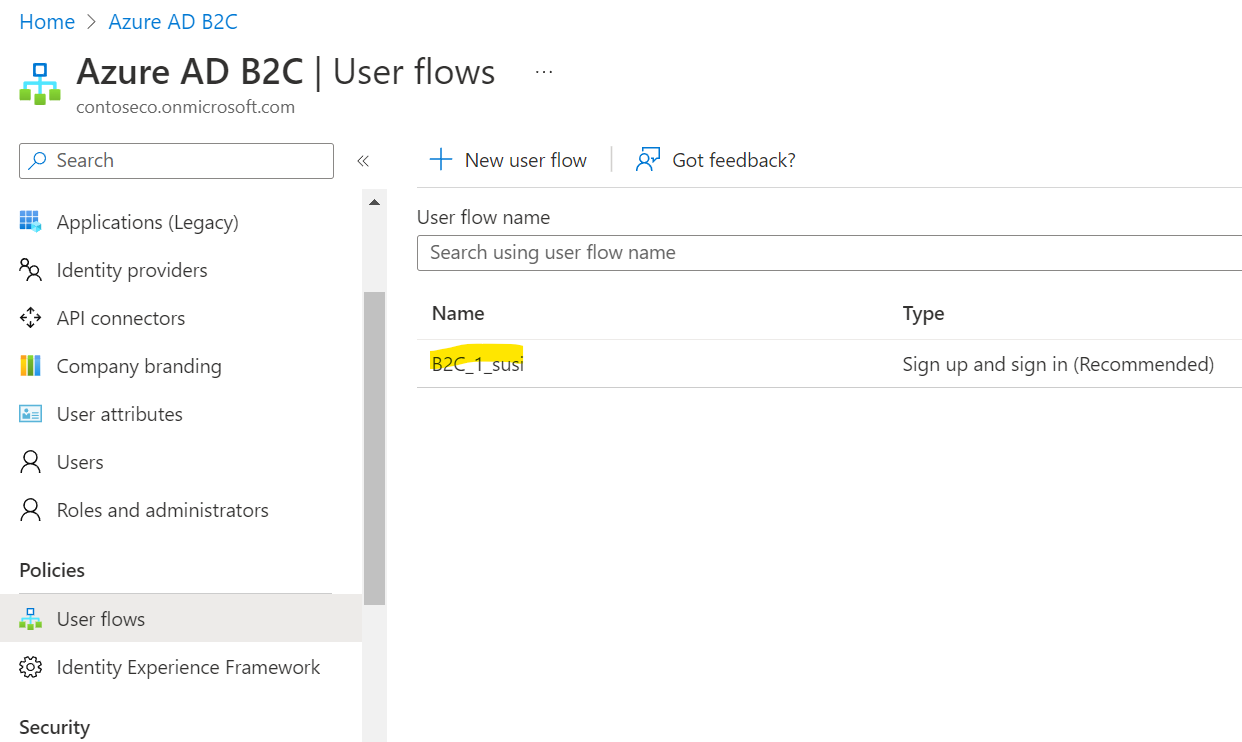 Home > Azure AD B2C
Azure AD B2C | User flows ...
contoseco.onmicrosoft.com
Search «
Applications (Legacy)
Identity providers
API connectors
Company branding
User attributes
Users
Roles and administrators
Policies
User flows
Identity Experience Framework
Security
+ New user flow | Got feedback?
User flow name
Search using user flow name
Name Type
B2C_1_susi Sign up and sign in (Recommended)